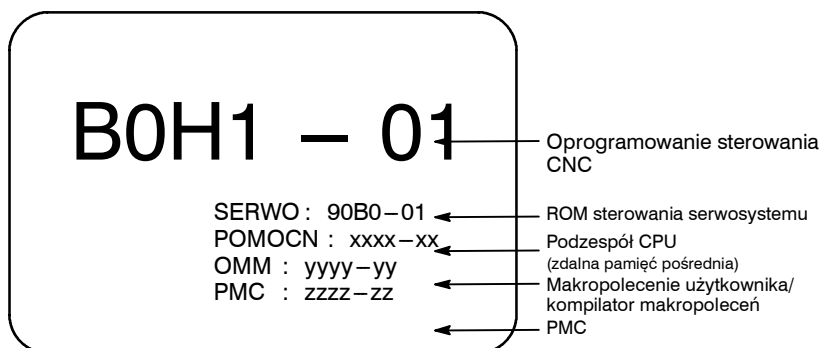 B0H1 – 01
Oprogramowanie sterowania
CNC
SERWO : 90B0–01
ROM sterowania serwosystemu
POMOCN : xxxx–xx
Podzespół CPU
(zdalna pamięć pośrednia)
OMM : yyyy–yy
Makropolecenie użytkownika/
kompilator makropoleceń
PMC : zzzz–zz
PMC